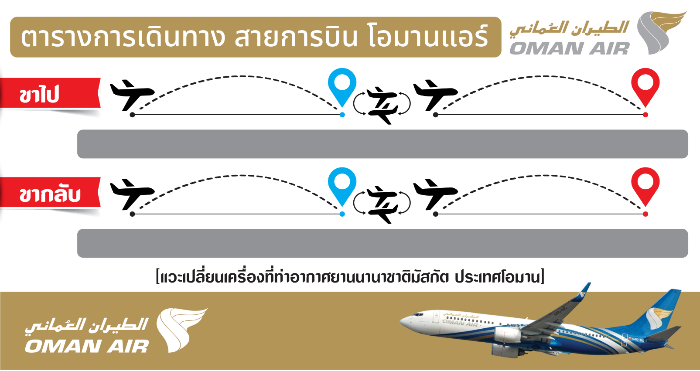 ตารางการเดินทาง สายการบิน โอมานแอร์
الطيران العماني
OMAN AIR
ขาไป
ขากลับ
[แวะเปลี่ยนเครื่องที่ท่าอากาศยานนานาชาติมัสกัต ประเทศโอมาน]
الطيران العماني
OMAN AIR
OMAN AIR